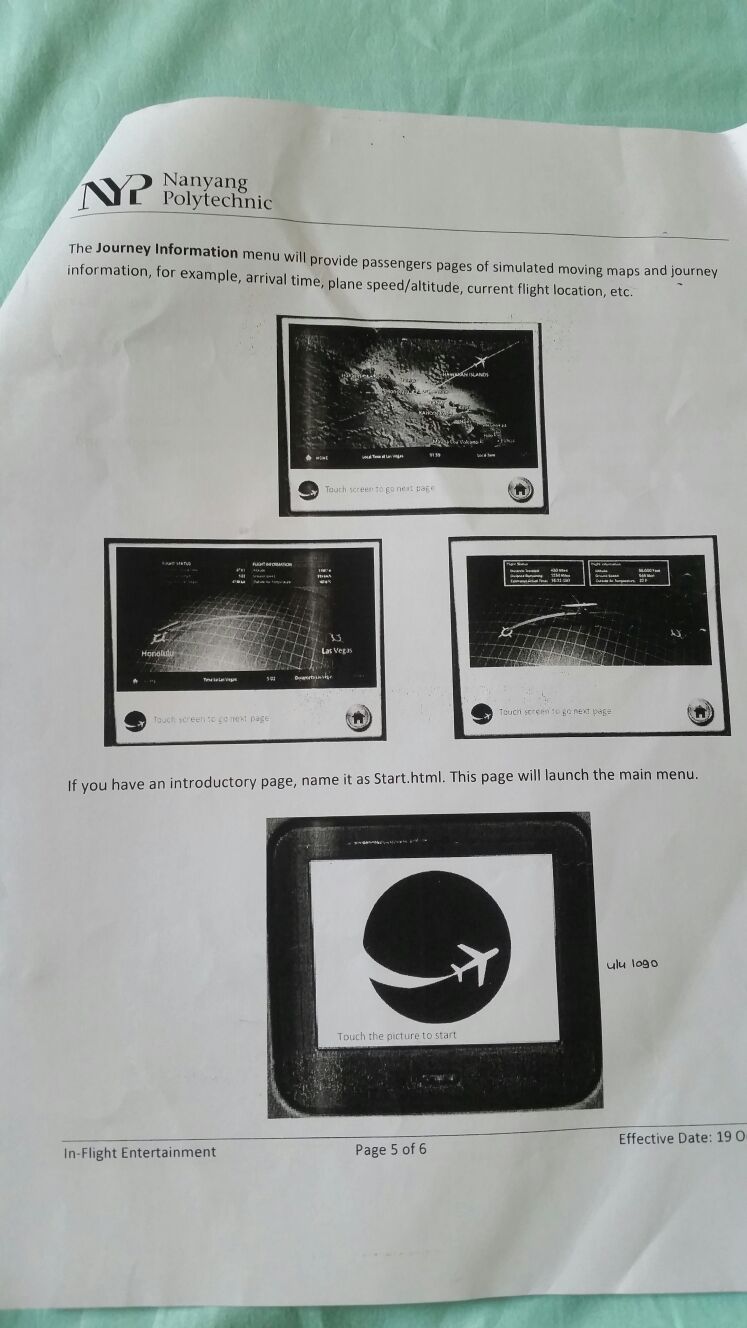 NYP Nanyang
Polytechnic
The Journey Information menu will provide passengers pages of simulated moving maps and journey
information, for example, arrival time, plane speed/altitude, current flight location, etc.
HAWAIIAN ISLANDS
HOME Local Time at Las Vegas
Touch screen to go next page
FLIGHT STATUS FLIGHT INFORMATION
Honolulu Las Vegas
Time to Las Vegas
Touch screen to go next page
Flight Status Flight Information
Distance Remaining
Ground Speed
Touch screen to go next page
If you have an introductory page, name it as Start.html. This page will launch the main menu.
ulu logo
Touch the picture to start
In-Flight Entertainment Page 5 of 6 Effective Date: 19 O